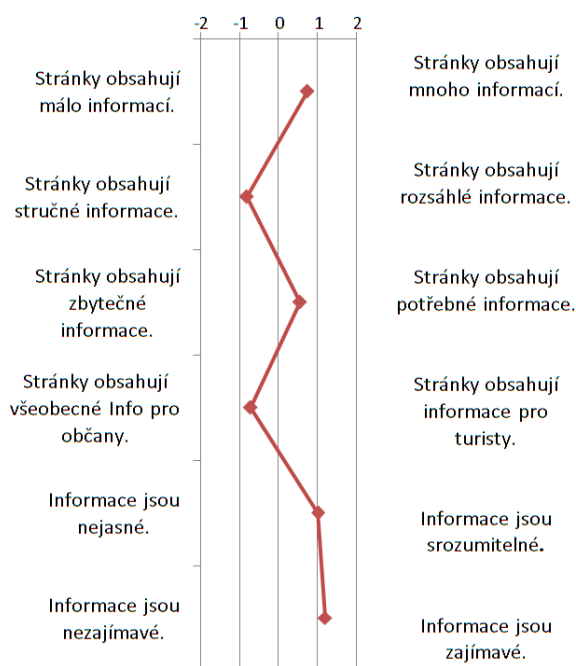 -2 -1 0 1 2
Stránky obsahují
málo informací.
Stránky obsahují
mnoho informací.
Stránky obsahují
stručné informace.
Stránky obsahují
rozsáhlé informace.
Stránky obsahují
zbytečné
informace.
Stránky obsahují
potřebné informace.
Stránky obsahují
všeobecné Info pro
občany.
Stránky obsahují
informace pro
turisty.
Informace jsou
nejasné.
Informace jsou
srozumitelné.
Informace jsou
nezajímavé.
Informace jsou
zajímavé.